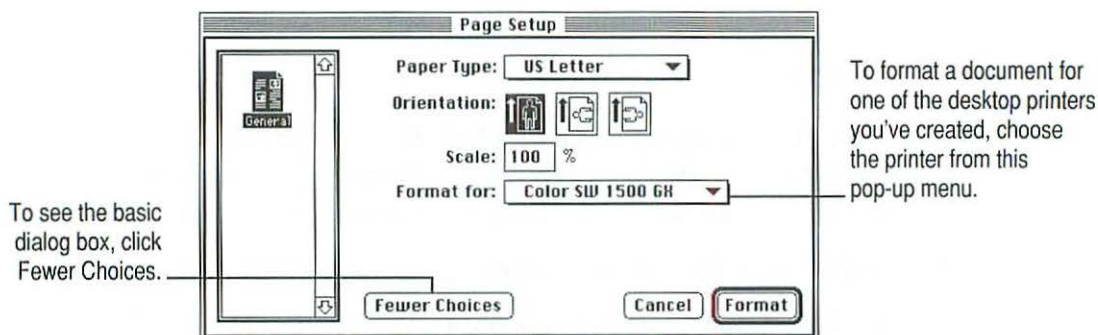 Page Setup
Paper Type: US Letter
General
Orientation:
Scale: 100 %
Format for: Color SW 1500 GX
Fewer Choices
Cancel
Format
To format a document for
one of the desktop printers
you've created, choose
the printer from this
pop-up menu.
To see the basic
dialog box, click
Fewer Choices.